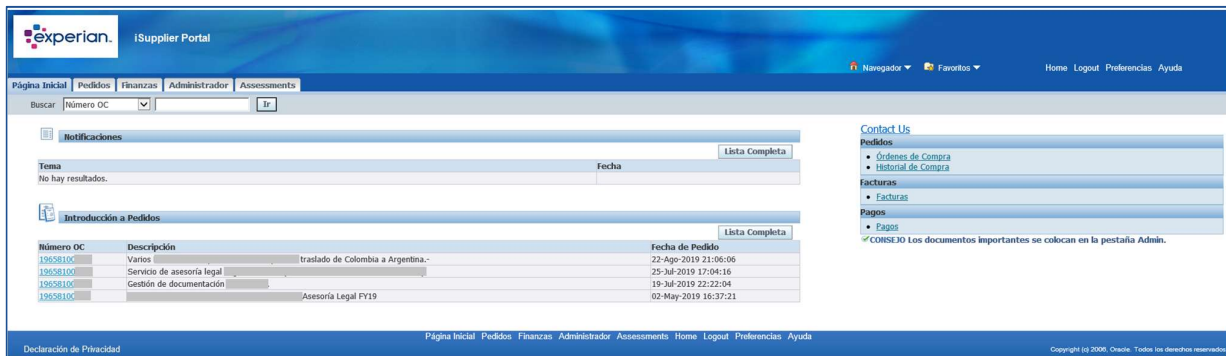 experian. iSupplier Portal
Navegador Favoritos Home Logout Preferencias Ayuda
Página Inicial Pedidos Finanzas Administrador Assessments
Buscar Número OC Ir
Notificaciones
Lista Completa
Tema Fecha
No hay resultados.
Introducción a Pedidos
Lista Completa
Número OC Descripción Fecha de Pedido
19658100 Varios traslado de Colombia a Argentina.- 22-Ago-2019 21:06:06
19658100 Servicio de asesoría legal 25-Jul-2019 17:04:16
19658100 Gestión de documentación . 19-Jul-2019 22:22:04
19658100 Asesoría Legal FY19 02-May-2019 16:37:21
Contact Us
Pedidos
Órdenes de Compra
Historial de Compra
Facturas
Facturas
Pagos
Pagos
CONSEJO Los documentos importantes se colocan en la pestaña Admin.
Página Inicial Pedidos Finanzas Administrador Assessments Home Logout Preferencias Ayuda
Declaración de Privacidad
Copyright (c) 2006, Oracle. Todos los derechos reservados